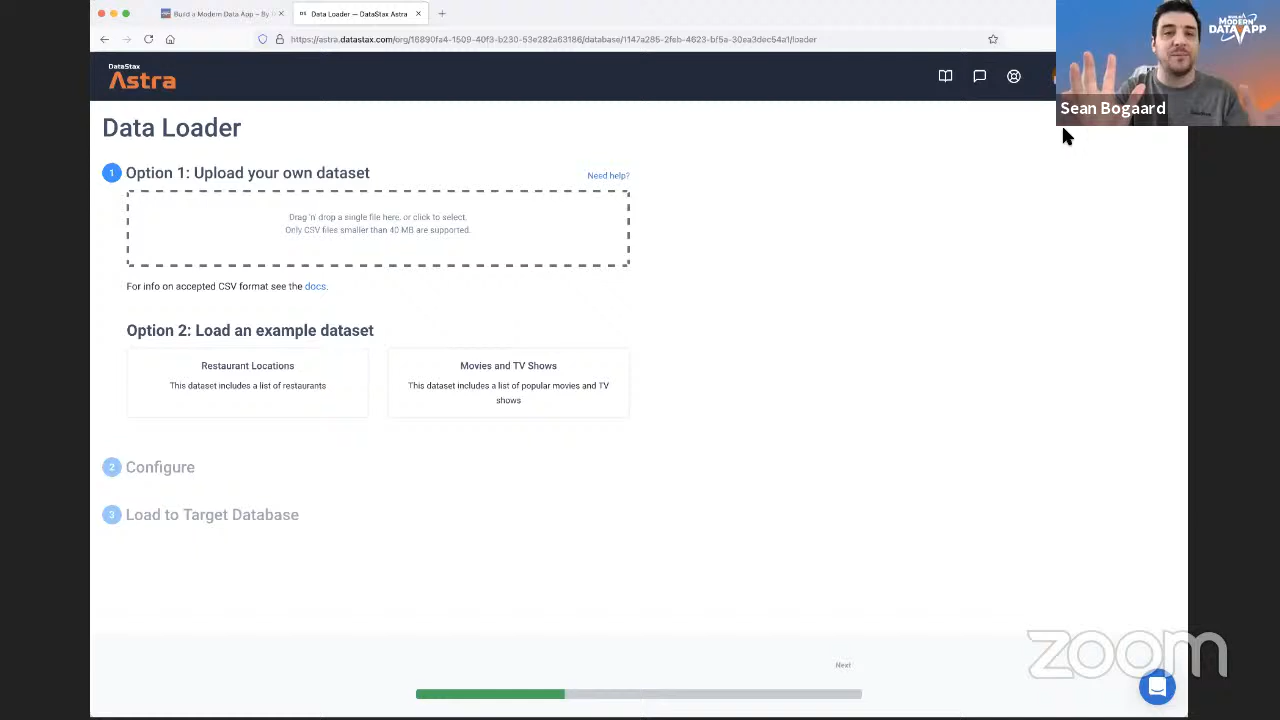 Build a Modern Data App – By
DS Data Loader — DataStax Astra
https://astra.datastax.com/org/16890fa4-1509-40f3-b230-53e282a63186/database/1147a285-2feb-4623-bf5a-30ea3dec54a1/loader
DataStax
Astra
MODERN
DATA APP
Sean Bogaard
Data Loader
1 Option 1: Upload your own dataset
Need help?
Drag 'n' drop a single file here, or click to select.
Only CSV files smaller than 40 MB are supported.
For info on accepted CSV format see the docs.
Option 2: Load an example dataset
Restaurant Locations
This dataset includes a list of restaurants
Movies and TV Shows
This dataset includes a list of popular movies and TV
shows
2 Configure
3 Load to Target Database
Next
zoom